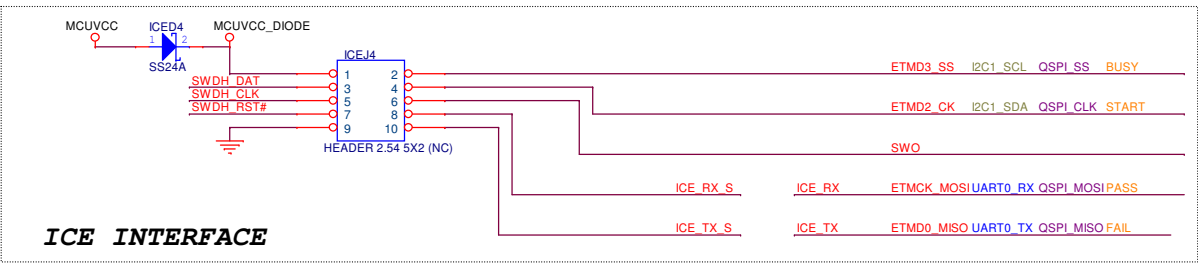 MCUVCC ICED4 MCUVCC_DIODE
1 2
SS24A
ICEJ4
1 2 ETMD3_SS I2C1_SCL QSPI_SS BUSY
SWDH_DAT 3 4
SWDH_CLK 5 6 ETMD2_CK I2C1_SDA QSPI_CLK START
SWDH_RST# 7 8
9 10
HEADER 2.54 5X2 (NC) SWO
ICE_RX_S ICE_RX ETMCK_MOSI UART0_RX QSPI_MOSI PASS
ICE_TX_S ICE_TX ETMD0_MISO UART0_TX QSPI_MISO FAIL
ICE INTERFACE